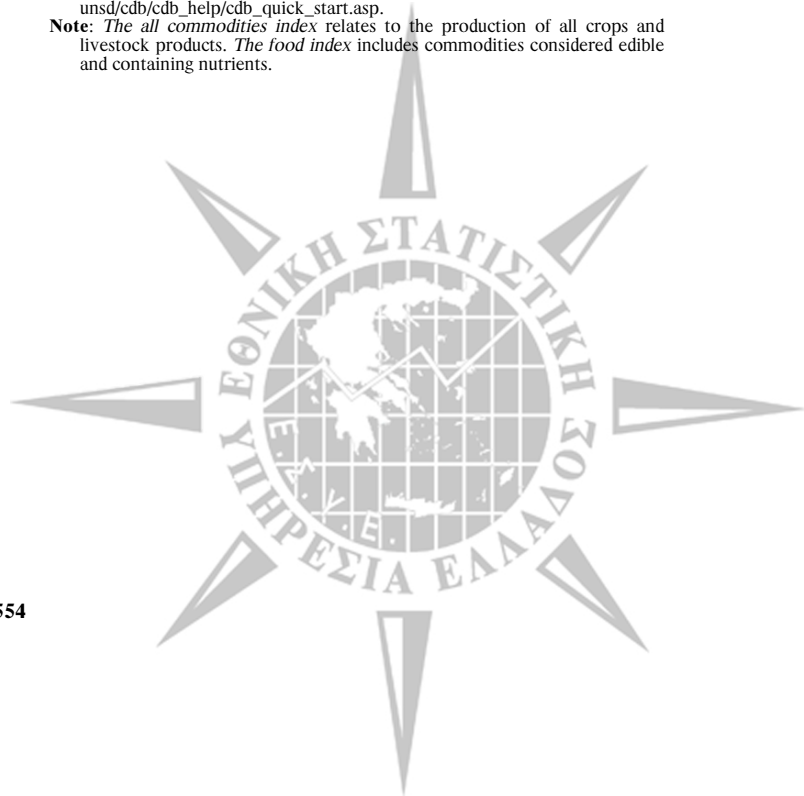 unsd/cdb/cdb_help/cdb_quick_start.asp.
Note: The all commodities index relates to the production of all crops and
livestock products. The food index includes commodities considered edible
and containing nutrients.
ΕΘΝΙΚΗ ΣΤΑΤΙΣΤΙΚΗ
ΥΠΗΡΕΣΙΑ ΕΛΛΑΔΟΣ
Ε.Σ.Υ.Ε.
554